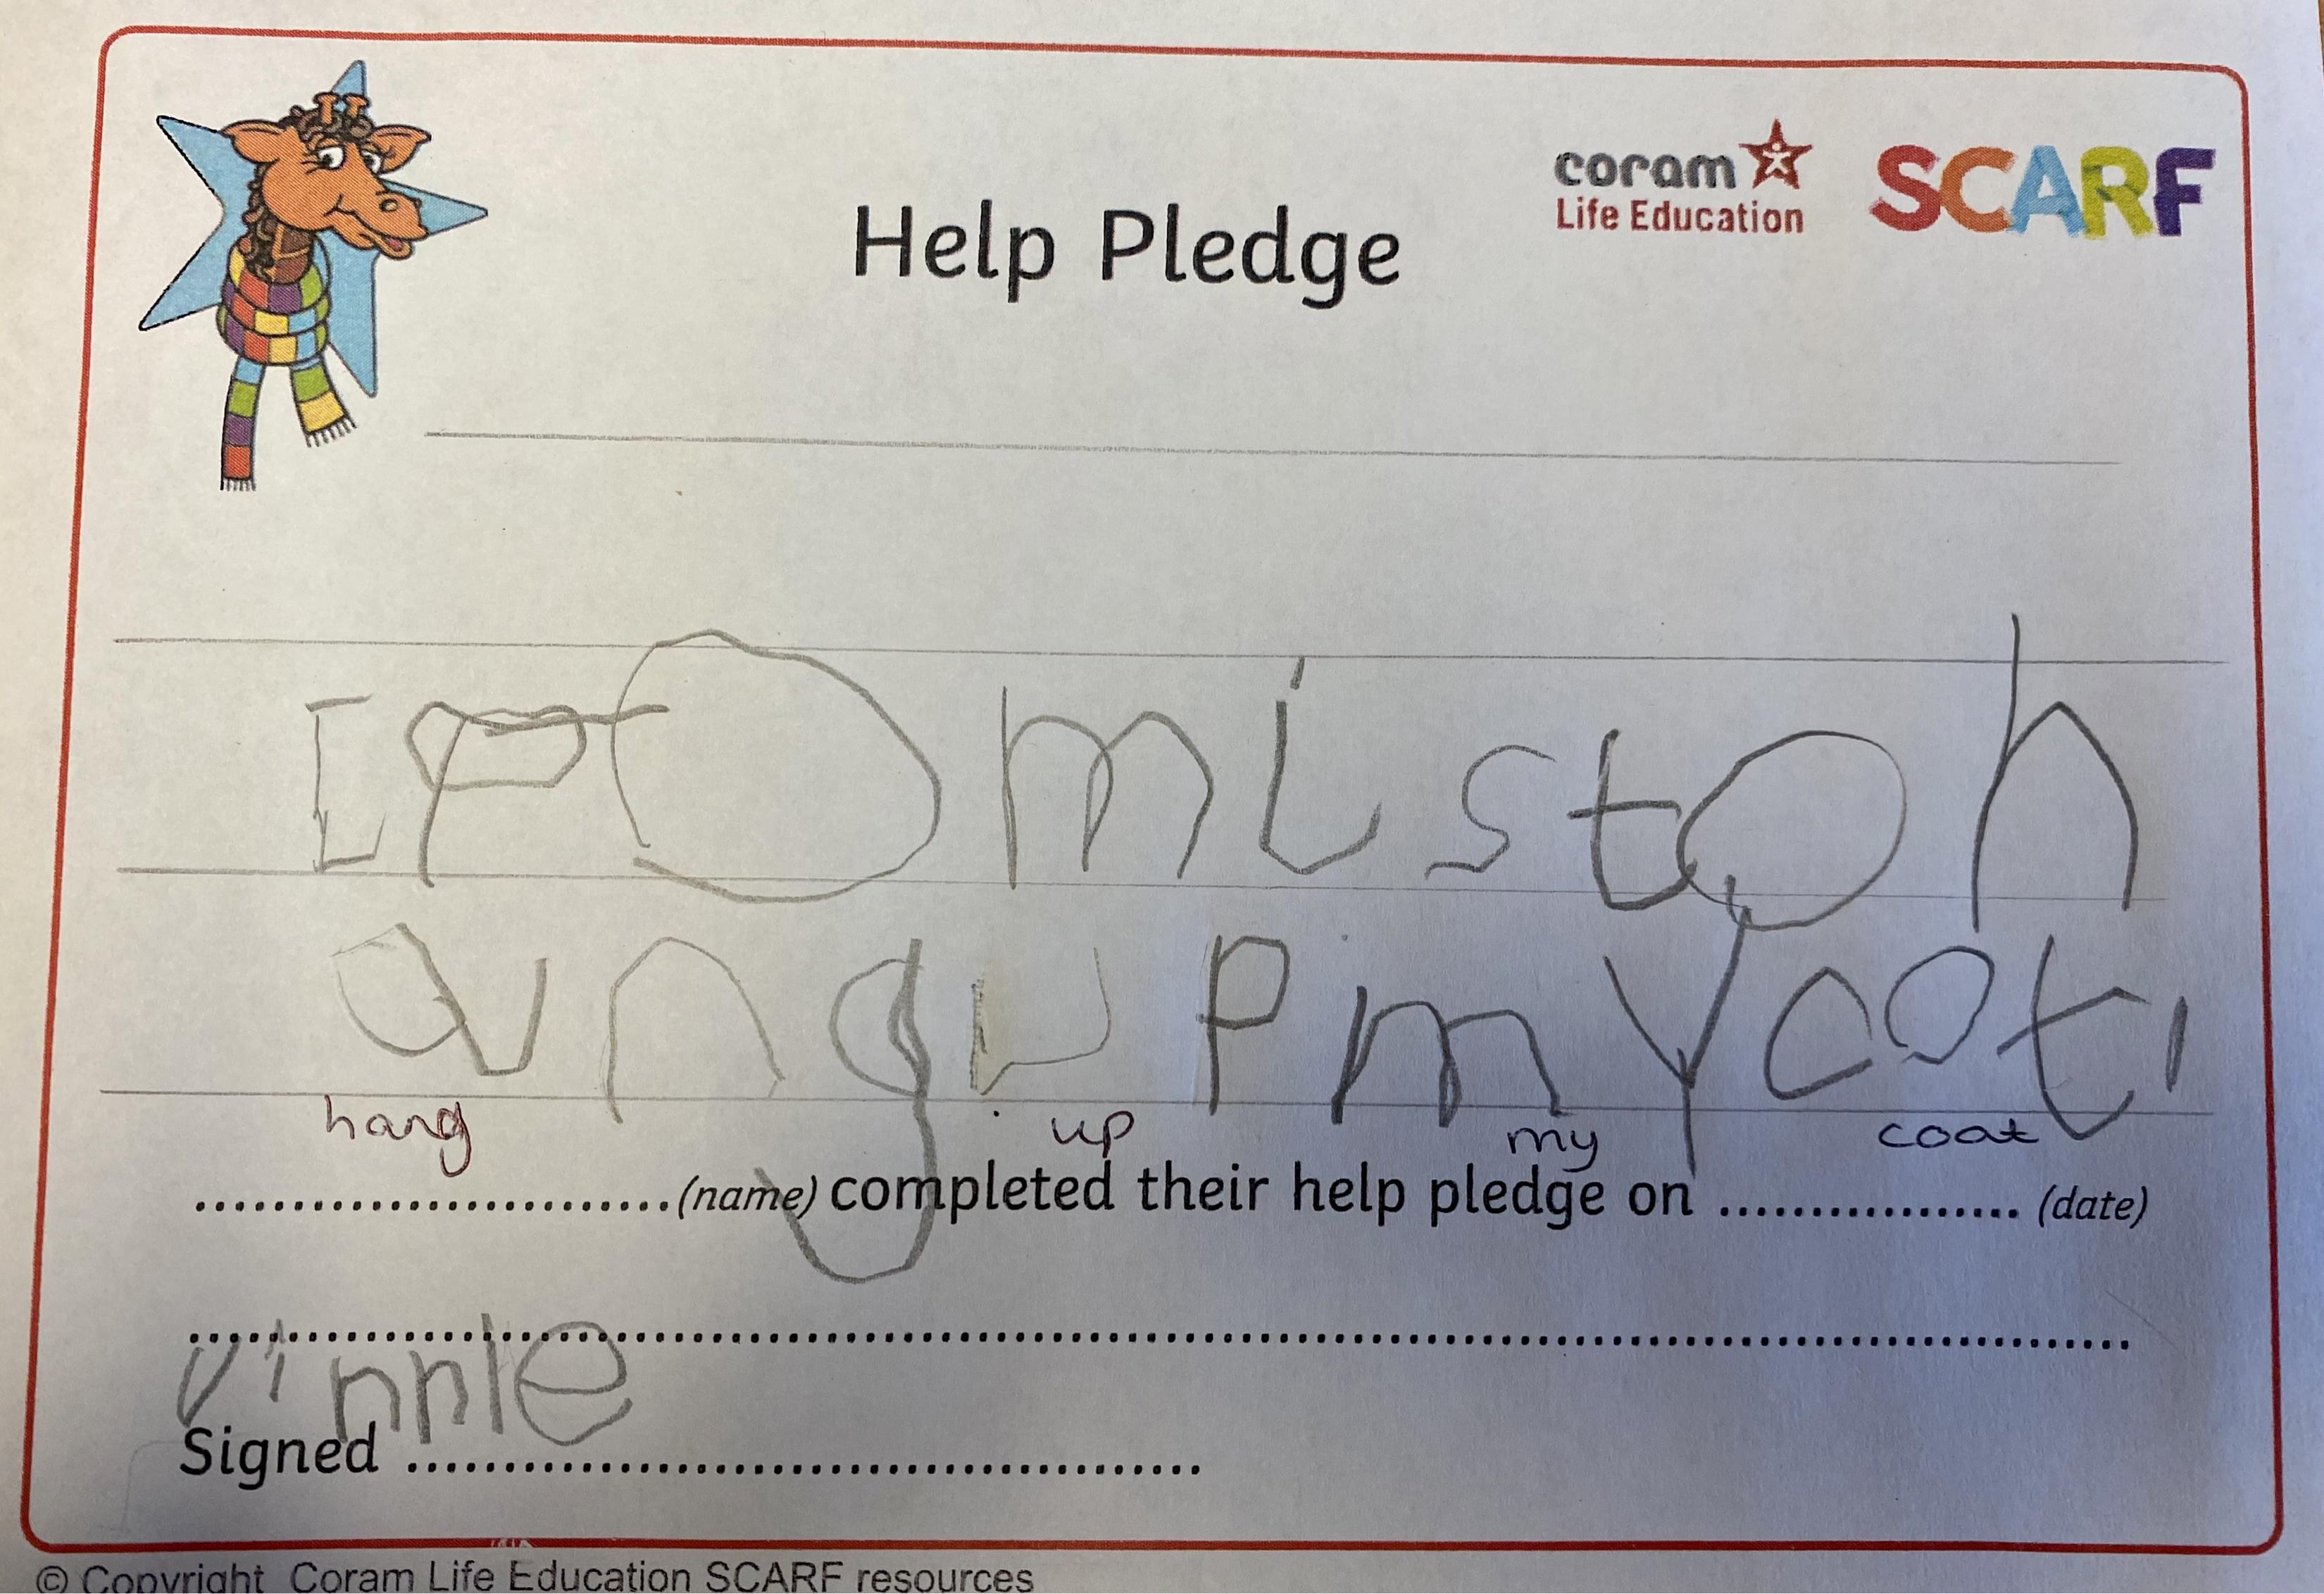 coram
Life Education
SCARF
Help Pledge
I promis to h
ang up my coat
hang up my coat
........................(name) completed their help pledge on ................ (date)
vinnie
Signed ........................................
© Copyright Coram Life Education SCARF resources